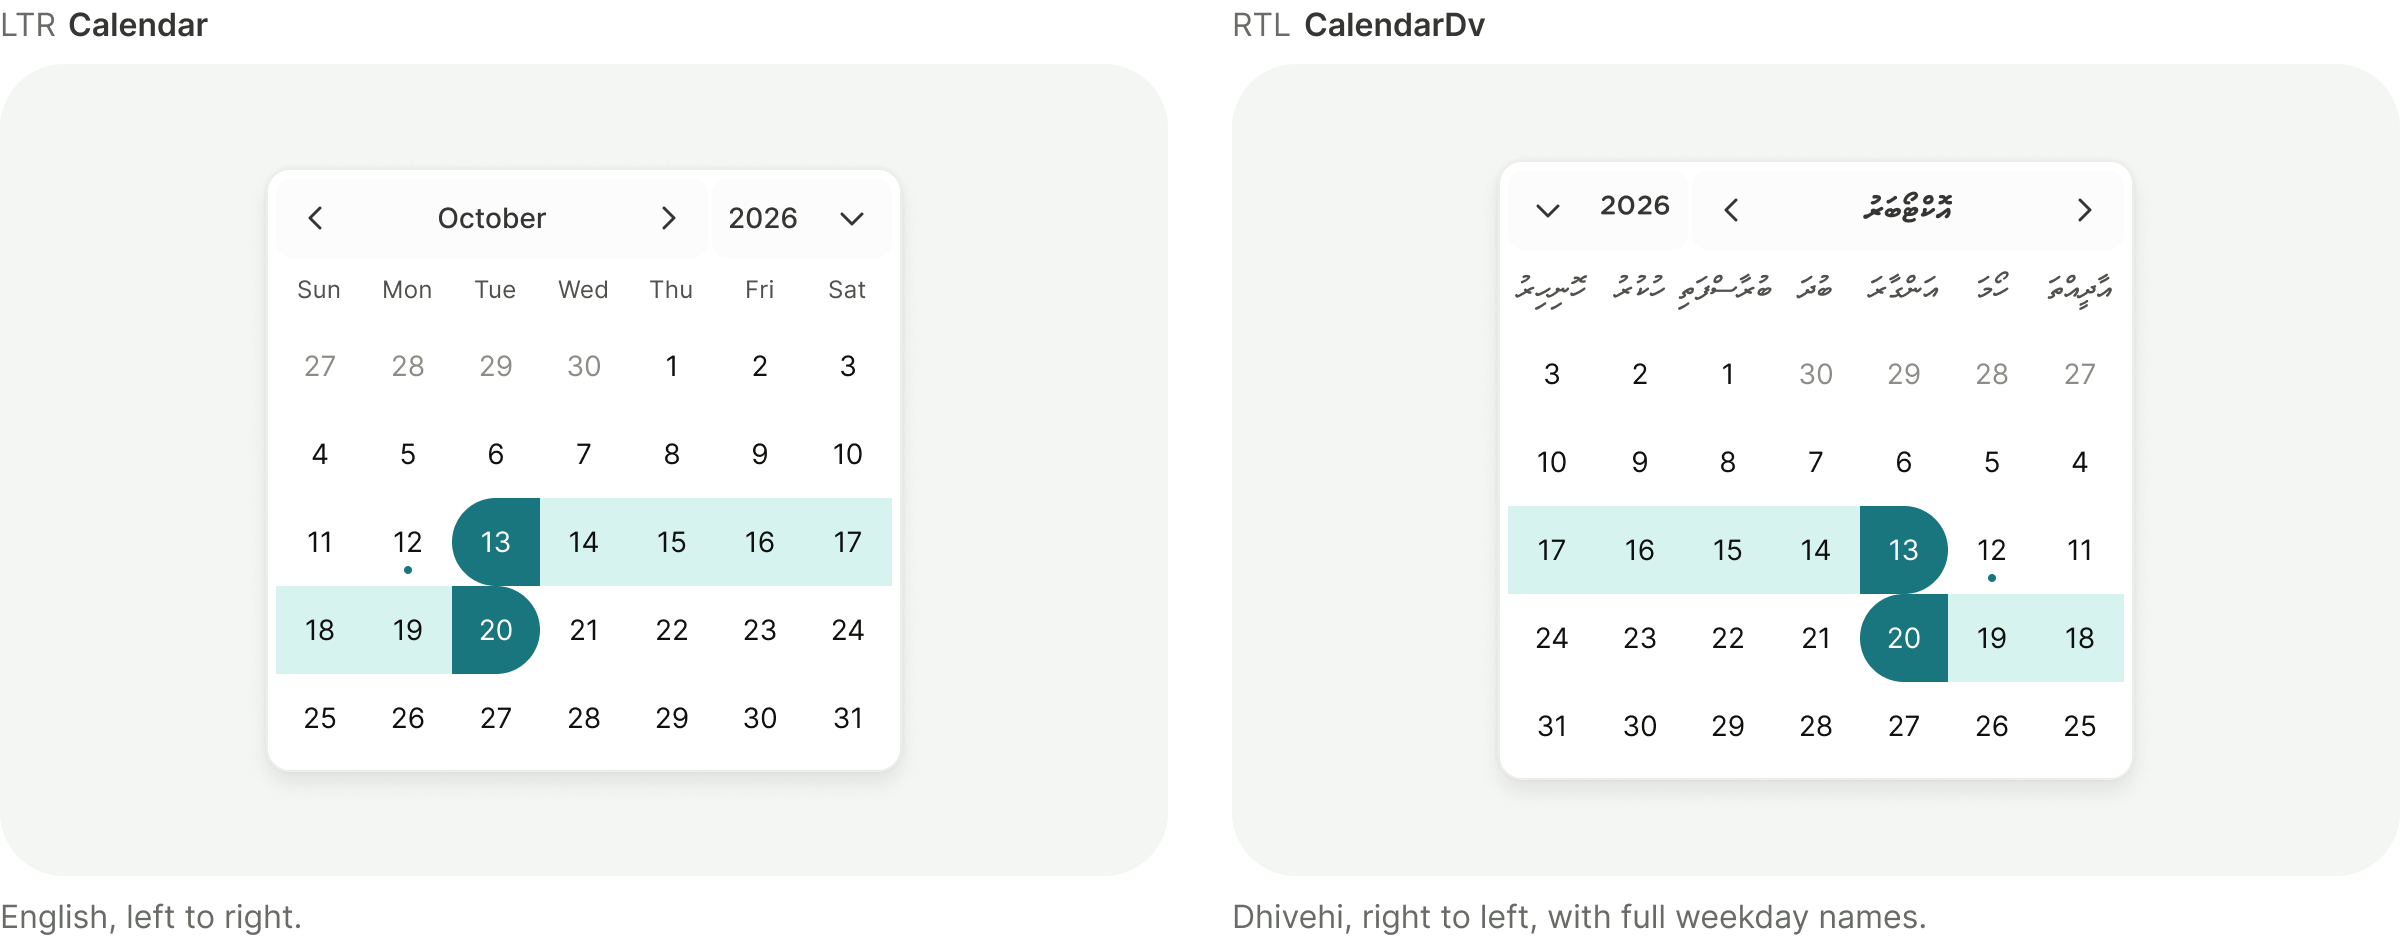 LTR Calendar
October 2026
Sun Mon Tue Wed Thu Fri Sat
27 28 29 30 1 2 3
4 5 6 7 8 9 10
11 12 13 14 15 16 17
18 19 20 21 22 23 24
25 26 27 28 29 30 31
English, left to right.
RTL CalendarDv
އޮކްޓޯބަރު 2026
އާދީއްތަ ހޯމަ އަންގާރަ ބުދަ ބުރާސްފަތި ހުކުރު ހޮނިހިރު
27 28 29 30 1 2 3
4 5 6 7 8 9 10
11 12 13 14 15 16 17
18 19 20 21 22 23 24
25 26 27 28 29 30 31
Dhivehi, right to left, with full weekday names.